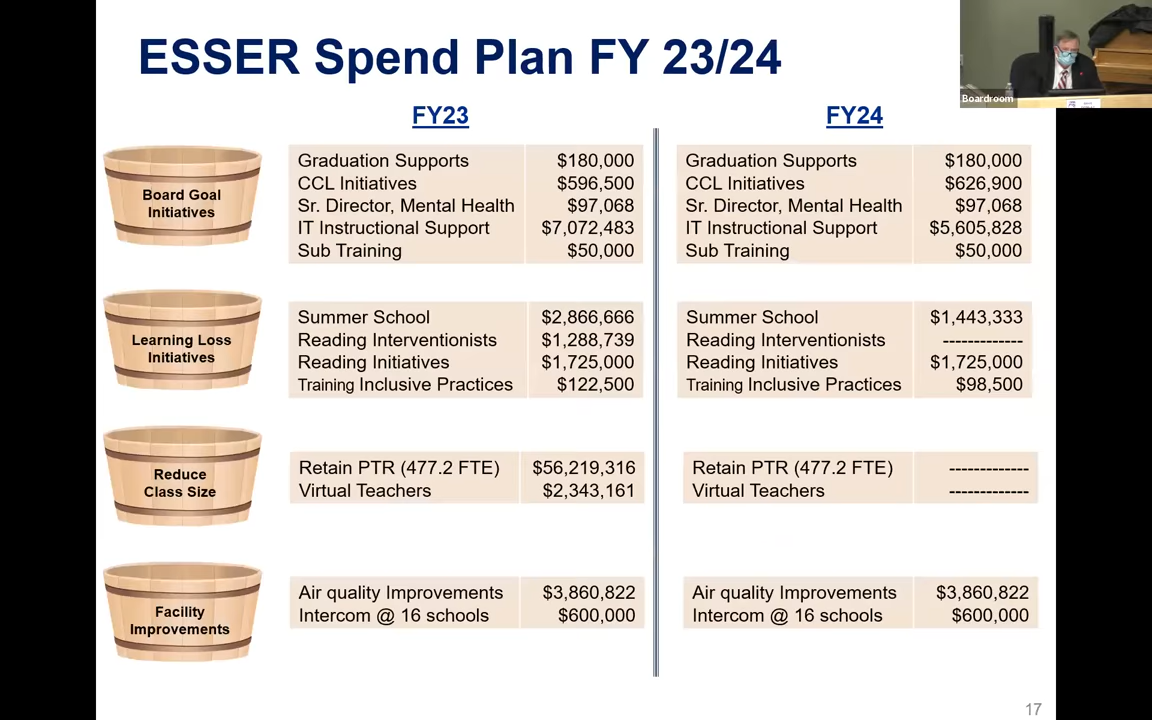 ESSER Spend Plan FY 23/24
Boardroom
FY23
FY24
Board Goal
Initiatives
Graduation Supports $180,000
CCL Initiatives $596,500
Sr. Director, Mental Health $97,068
IT Instructional Support $7,072,483
Sub Training $50,000
Graduation Supports $180,000
CCL Initiatives $626,900
Sr. Director, Mental Health $97,068
IT Instructional Support $5,605,828
Sub Training $50,000
Learning Loss
Initiatives
Summer School $2,866,666
Reading Interventionists $1,288,739
Reading Initiatives $1,725,000
Training Inclusive Practices $122,500
Summer School $1,443,333
Reading Interventionists -------------
Reading Initiatives $1,725,000
Training Inclusive Practices $98,500
Reduce
Class Size
Retain PTR (477.2 FTE) $56,219,316
Virtual Teachers $2,343,161
Retain PTR (477.2 FTE) -------------
Virtual Teachers -------------
Facility
Improvements
Air quality Improvements $3,860,822
Intercom @ 16 schools $600,000
Air quality Improvements $3,860,822
Intercom @ 16 schools $600,000
17